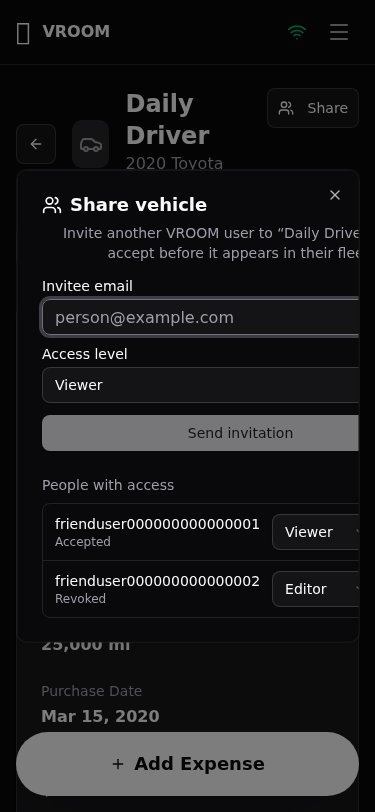 VROOM
Daily
Driver
Share
2020 Toyota
Share vehicle
Invite another VROOM user to “Daily Drive
accept before it appears in their flee
Invitee email
person@example.com
Access level
Viewer
Send invitation
People with access
frienduser000000000000001
Accepted
Viewer
frienduser000000000000002
Revoked
Editor
25,000 mi
Purchase Date
Mar 15, 2020
+ Add Expense